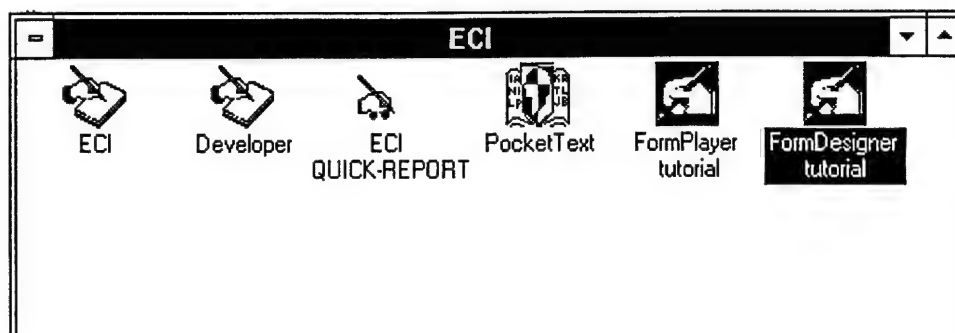 ECI
ECI
Developer
ECI
QUICK-REPORT
PocketText
FormPlayer
tutorial
FormDesigner
tutorial